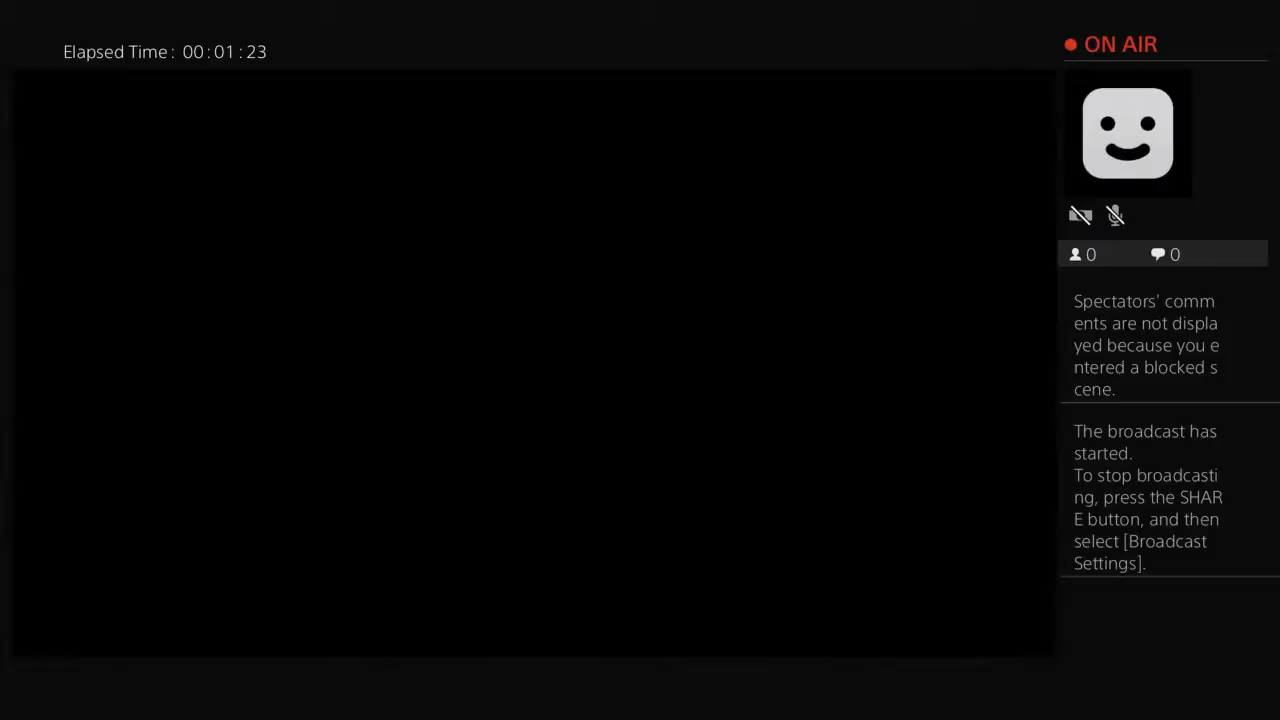 Elapsed Time: 00:01:23
ON AIR
0 0
Spectators' comm
ents are not displa
yed because you e
ntered a blocked s
cene.
The broadcast has
started.
To stop broadcasti
ng, press the SHAR
E button, and then
select [Broadcast
Settings].